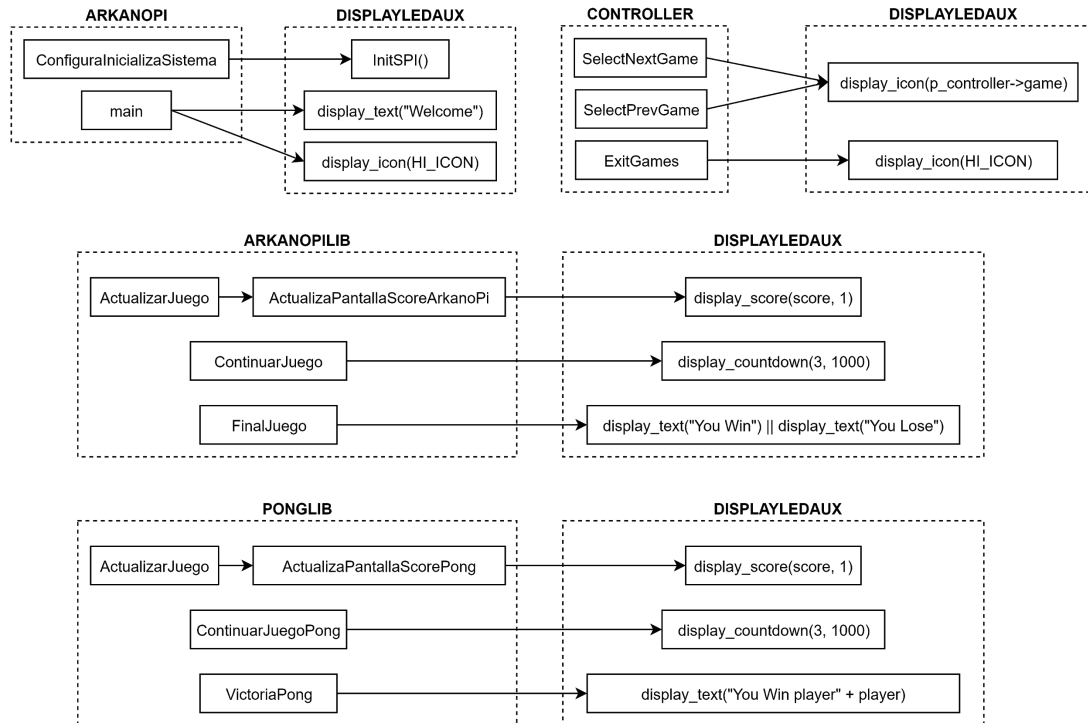 ARKANOPI
DISPLAYLEDAUX
ConfiguraInicializaSistema
InitSPI()
main
display_text("Welcome")
display_icon(HI_ICON)
CONTROLLER
DISPLAYLEDAUX
SelectNextGame
SelectPrevGame
display_icon(p_controller->game)
ExitGames
display_icon(HI_ICON)
ARKANOPILIB
DISPLAYLEDAUX
ActualizarJuego
ActualizaPantallaScoreArkanoPi
display_score(score, 1)
ContinuarJuego
display_countdown(3, 1000)
FinalJuego
display_text("You Win") || display_text("You Lose")
PONGLIB
DISPLAYLEDAUX
ActualizarJuego
ActualizaPantallaScorePong
display_score(score, 1)
ContinuarJuegoPong
display_countdown(3, 1000)
VictoriaPong
display_text("You Win player" + player)